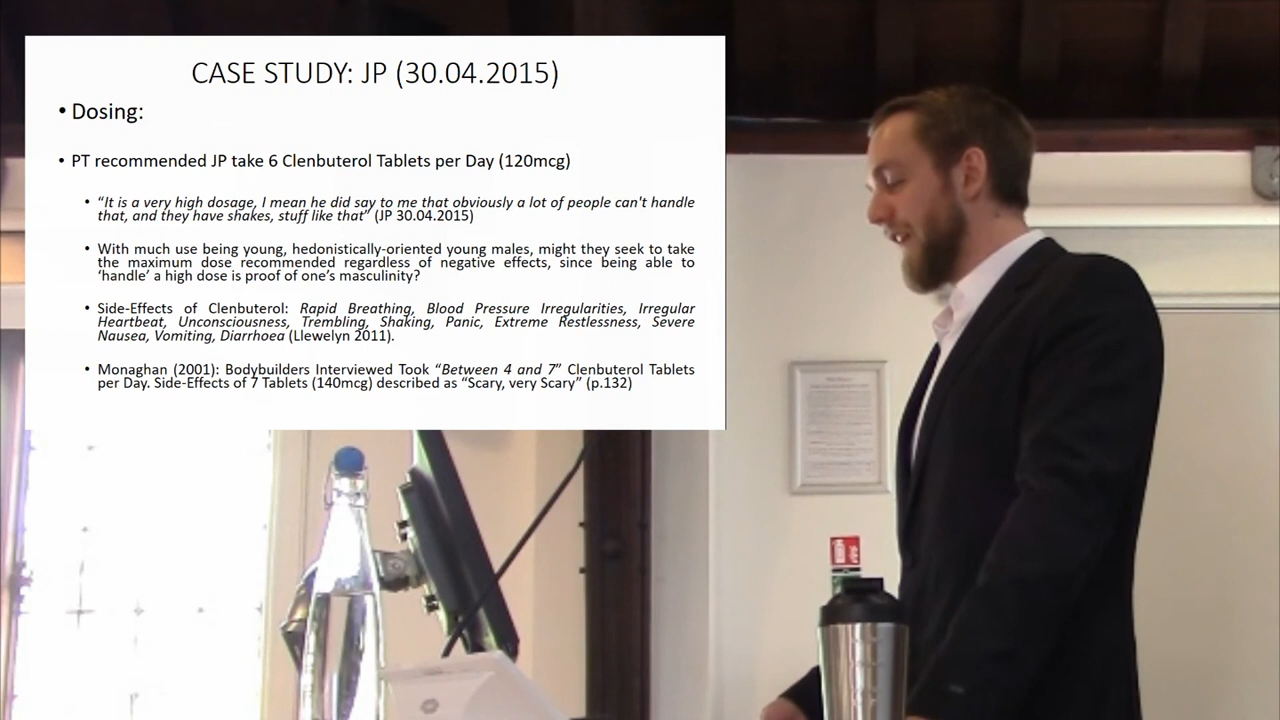 CASE STUDY: JP (30.04.2015)
• Dosing:
• PT recommended JP take 6 Clenbuterol Tablets per Day (120mcg)
• “It is a very high dosage, I mean he did say to me that obviously a lot of people can't handle
that, and they have shakes, stuff like that” (JP 30.04.2015)
• With much use being young, hedonistically-oriented young males, might they seek to take
the maximum dose recommended regardless of negative effects, since being able to
‘handle’ a high dose is proof of one’s masculinity?
• Side-Effects of Clenbuterol: Rapid Breathing, Blood Pressure Irregularities, Irregular
Heartbeat, Unconsciousness, Trembling, Shaking, Panic, Extreme Restlessness, Severe
Nausea, Vomiting, Diarrhoea (Llewelyn 2011).
• Monaghan (2001): Bodybuilders Interviewed Took “Between 4 and 7” Clenbuterol Tablets
per Day. Side-Effects of 7 Tablets (140mcg) described as “Scary, very Scary” (p.132)